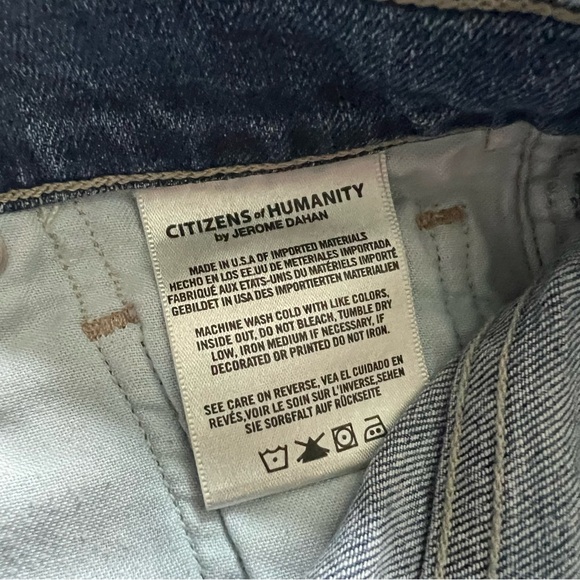 CITIZENS of HUMANITY
by JEROME DAHAN
MADE IN U.S.A OF IMPORTED MATERIALS
HECHO EN LOS EE.UU DE METERIALES IMPORTADA
FABRIQUÉ AUX ETATS-UNIS DU MATÉRIELS IMPORTÉ
GEBILDET IN USA DES IMPORTIERTEN MATERIALIEN
MACHINE WASH COLD WITH LIKE COLORS,
INSIDE OUT, DO NOT BLEACH, TUMBLE DRY
LOW, IRON MEDIUM IF NECESSARY, IF
DECORATED OR PRINTED DO NOT IRON.
SEE CARE ON REVERSE, VEA EL CUIDADO EN
REVÉS,VOIR LE SOIN SUR L'INVERSE,SEHEN
SIE SORGFALT AUF RÜCKSEITE